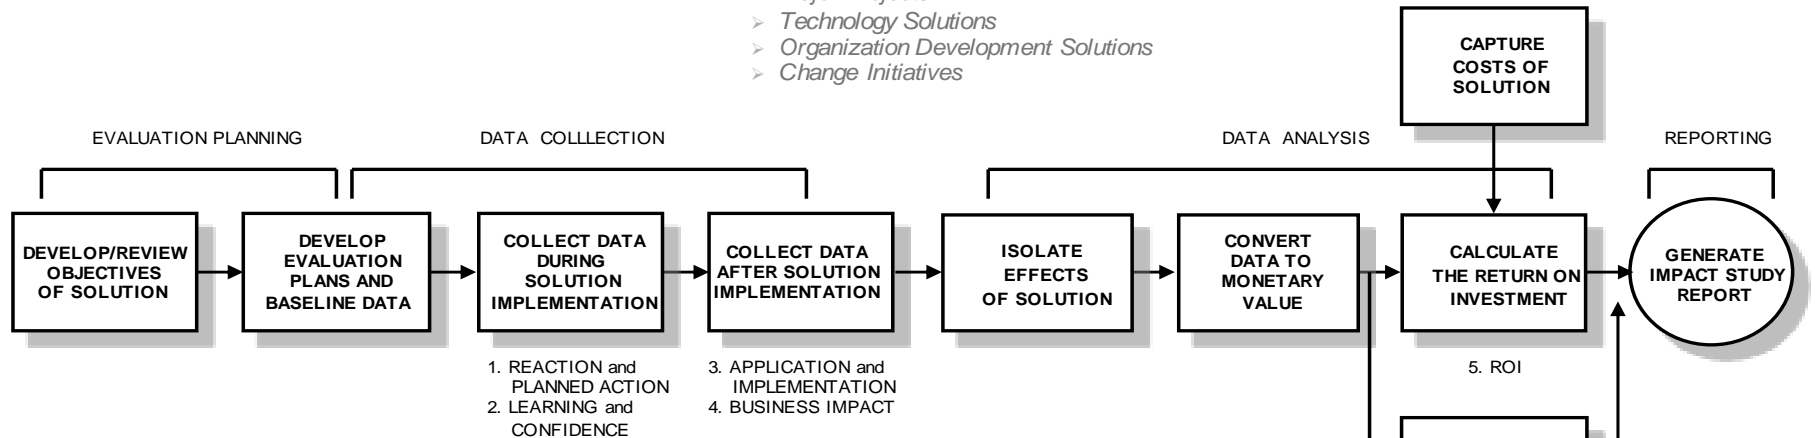 Technology Solutions
Organization Development Solutions
Change Initiatives
CAPTURE
COSTS OF
SOLUTION
EVALUATION PLANNING
DATA COLLLECTION
DATA ANALYSIS
REPORTING
DEVELOP/REVIEW
OBJECTIVES
OF SOLUTION
DEVELOP
EVALUATION
PLANS AND
BASELINE DATA
COLLECT DATA
DURING
SOLUTION
IMPLEMENTATION
COLLECT DATA
AFTER SOLUTION
IMPLEMENTATION
ISOLATE
EFFECTS
OF SOLUTION
CONVERT
DATA TO
MONETARY
VALUE
CALCULATE
THE RETURN ON
INVESTMENT
GENERATE
IMPACT STUDY
REPORT
1. REACTION and
PLANNED ACTION
2. LEARNING and
CONFIDENCE
3. APPLICATION and
IMPLEMENTATION
4. BUSINESS IMPACT
5. ROI